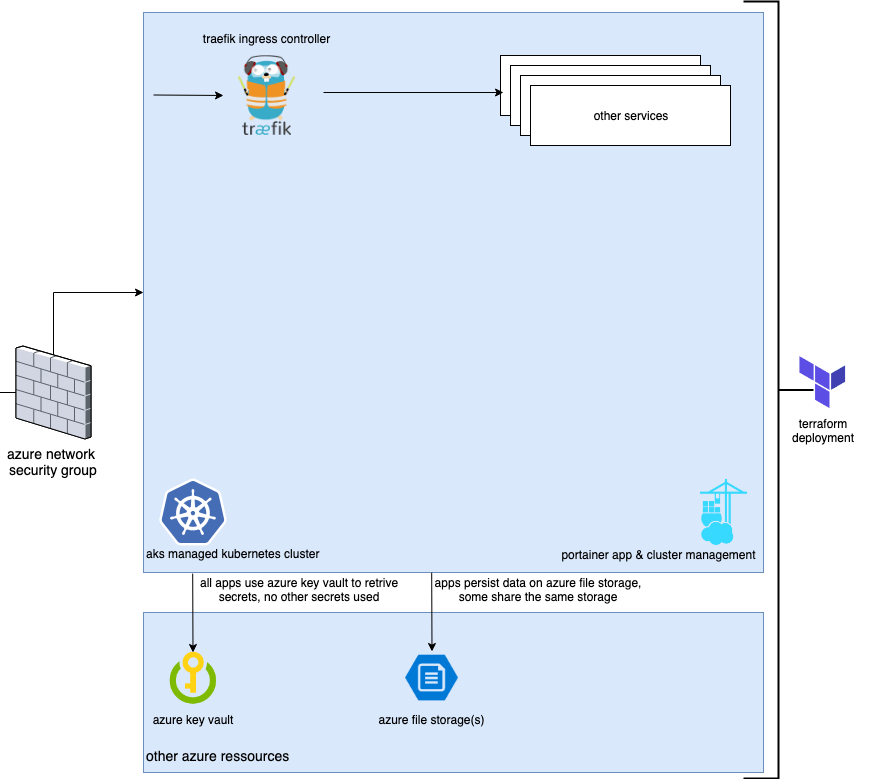 traefik ingress controller
træfik
other services
azure network
security group
terraform
deployment
aks managed kubernetes cluster
portainer app & cluster management
all apps use azure key vault to retrive
secrets, no other secrets used
apps persist data on azure file storage,
some share the same storage
azure key vault
azure file storage(s)
other azure ressources